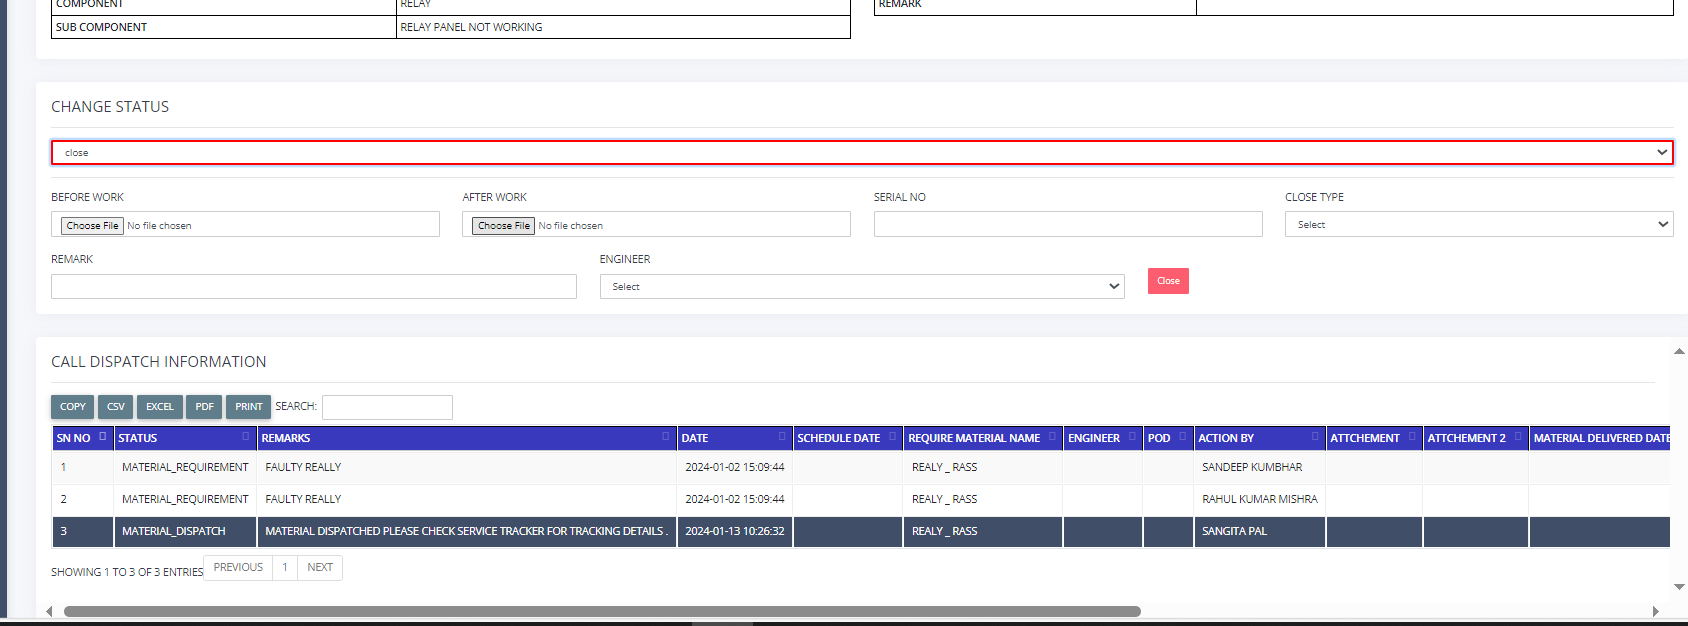 COMPONENT RELAY REMARK
SUB COMPONENT RELAY PANEL NOT WORKING
CHANGE STATUS
close
BEFORE WORK AFTER WORK SERIAL NO CLOSE TYPE
Choose File No file chosen Choose File No file chosen Select
REMARK ENGINEER
Select Close
CALL DISPATCH INFORMATION
COPY CSV EXCEL PDF PRINT SEARCH:
SN NO STATUS REMARKS DATE SCHEDULE DATE REQUIRE MATERIAL NAME ENGINEER POD ACTION BY ATTCHEMENT ATTCHEMENT 2 MATERIAL DELIVERED DATE
1 MATERIAL_REQUIREMENT FAULTY REALLY 2024-01-02 15:09:44 REALY _ RASS SANDEEP KUMBHAR
2 MATERIAL_REQUIREMENT FAULTY REALLY 2024-01-02 15:09:44 REALY _ RASS RAHUL KUMAR MISHRA
3 MATERIAL_DISPATCH MATERIAL DISPATCHED PLEASE CHECK SERVICE TRACKER FOR TRACKING DETAILS . 2024-01-13 10:26:32 REALY _ RASS SANGITA PAL
SHOWING 1 TO 3 OF 3 ENTRIES PREVIOUS 1 NEXT